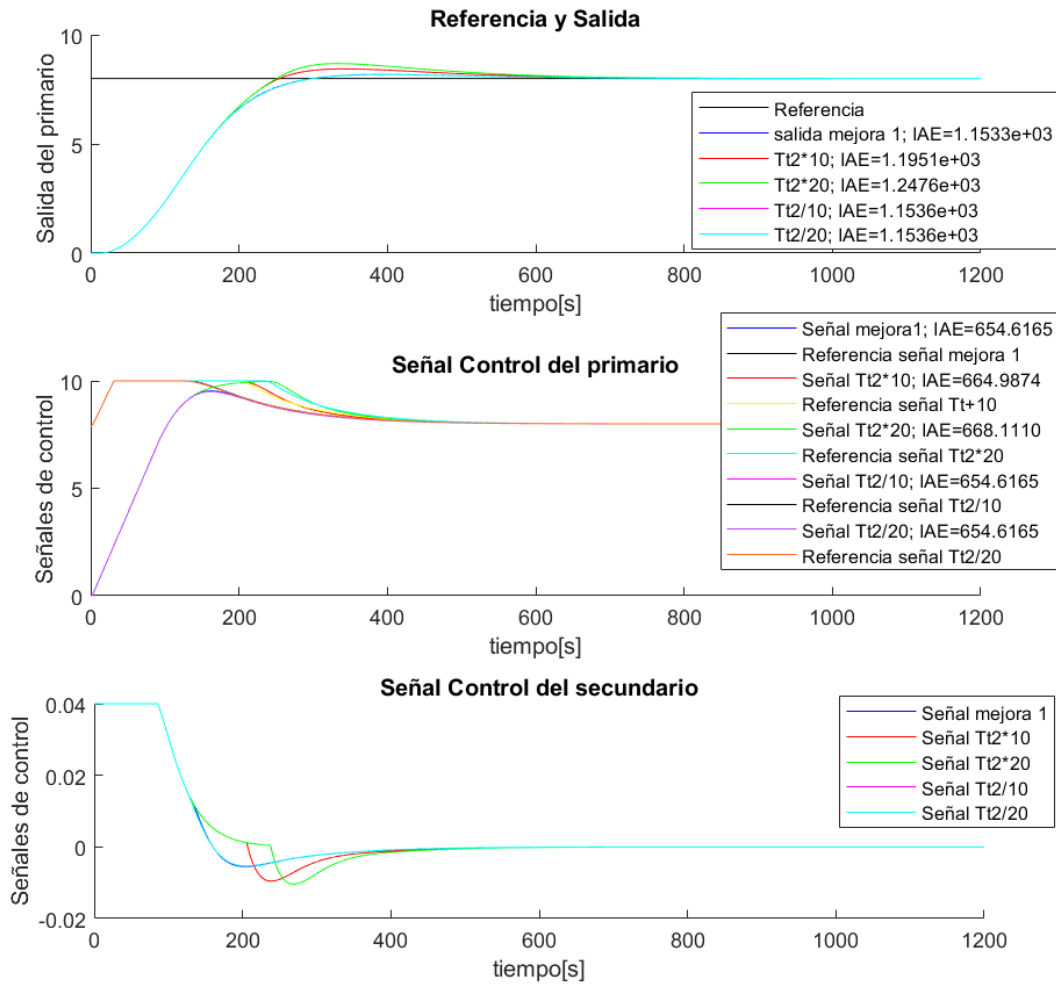 Referencia y Salida
10
5
0
Salida del primario
Referencia
salida mejora 1; IAE=1.1533e+03
Tt2*10; IAE=1.1951e+03
Tt2*20; IAE=1.2476e+03
Tt2/10; IAE=1.1536e+03
Tt2/20; IAE=1.1536e+03
0 200 400 600 800 1000 1200
tiempo[s]
Señal Control del primario
10
5
0
Señales de control
Señal mejora1; IAE=654.6165
Referencia señal mejora 1
Señal Tt2*10; IAE=664.9874
Referencia señal Tt+10
Señal Tt2*20; IAE=668.1110
Referencia señal Tt2*20
Señal Tt2/10; IAE=654.6165
Referencia señal Tt2/10
Señal Tt2/20; IAE=654.6165
Referencia señal Tt2/20
0 200 400 600 800 1000 1200
tiempo[s]
Señal Control del secundario
0.04
0.02
0
-0.02
Señales de control
Señal mejora 1
Señal Tt2*10
Señal Tt2*20
Señal Tt2/10
Señal Tt2/20
0 200 400 600 800 1000 1200
tiempo[s]